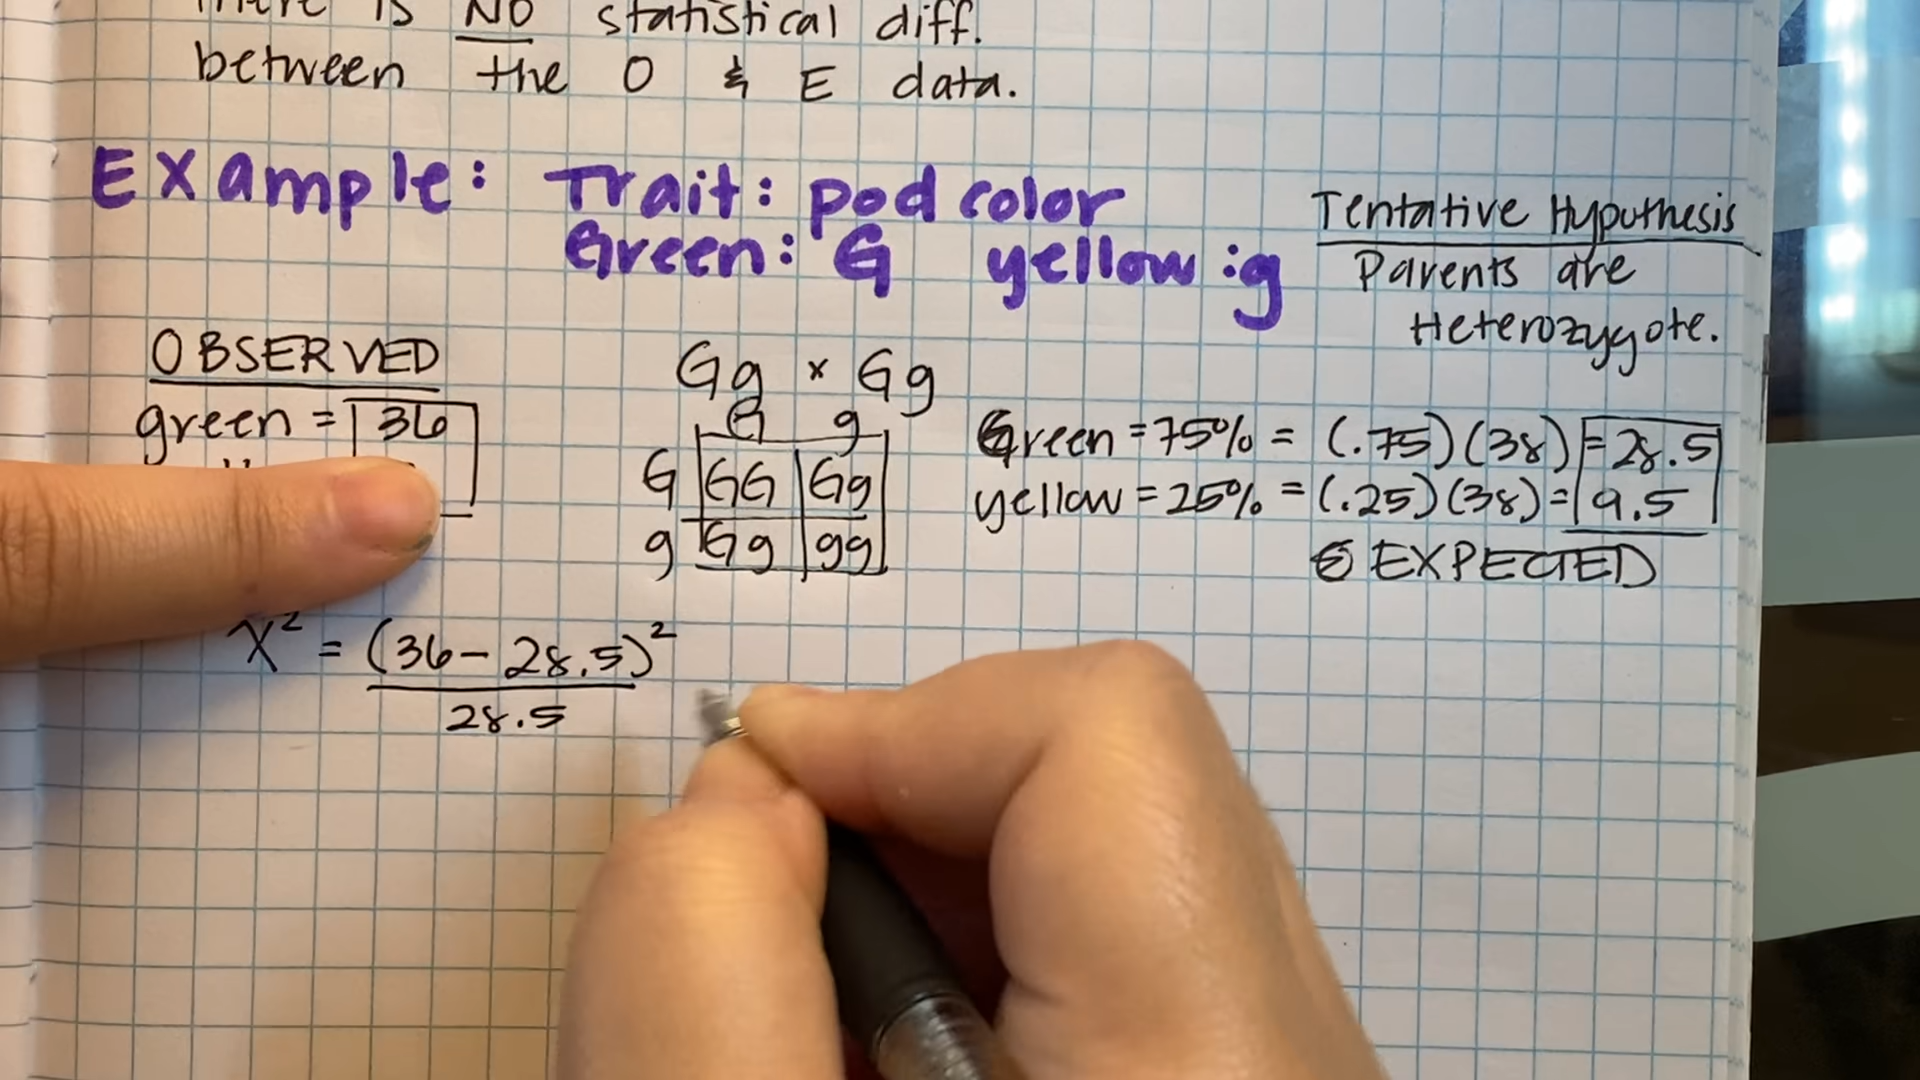 There is NO statistical diff.
between the O & E data.
Example: Trait: pod color
Green: G yellow: g
Tentative Hypothesis
Parents are
Heterozygote.
OBSERVED
green = 36
Gg x Gg
G g
G GG Gg
g Gg gg
Green = 75% = (.75)(38) = 28.5
yellow = 25% = (.25)(38) = 9.5
EXPECTED
X² = (36 - 28.5)²
28.5